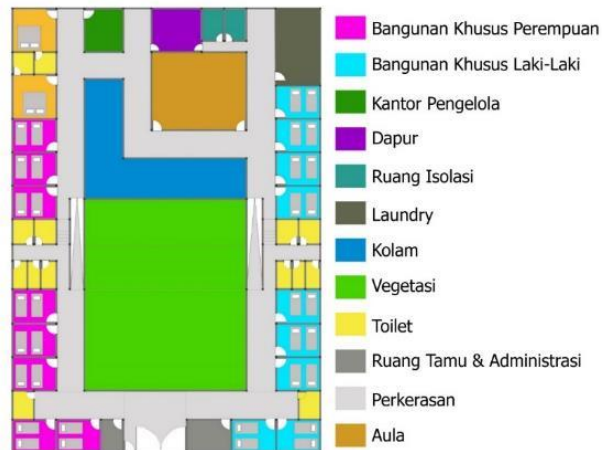 Bangunan Khusus Perempuan
Bangunan Khusus Laki-Laki
Kantor Pengelola
Dapur
Ruang Isolasi
Laundry
Kolam
Vegetasi
Toilet
Ruang Tamu & Administrasi
Perkerasan
Aula